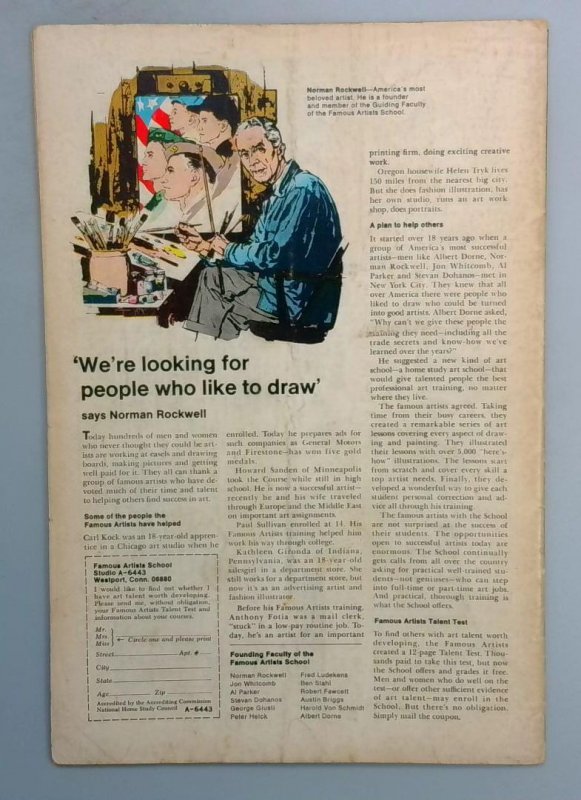 Norman Rockwell—America's most
beloved artist. He is a founder
and member of the Guiding Faculty
of the Famous Artists School.
'We're looking for
people who like to draw'
says Norman Rockwell
Today hundreds of men and women
who never thought they could be art-
ists are working at easels and drawing
boards, making pictures and getting
well paid for it. They all can thank a
group of famous artists who have de-
voted much of their time and talent
to helping others find success in art.
Some of the people the
Famous Artists have helped
Carl Kock was an 18-year-old appren-
tice in a Chicago art studio when he
Famous Artists School
Studio A-6443
Westport, Conn. 06880
I would like to find out whether I
have art talent worth developing.
Please send me, without obligation,
your Famous Artists Talent Test and
information about your courses.
Mr.
Mrs. ← Circle one and please print
Miss
Street Apt. #
City
State
Age Zip
Accredited by the Accrediting Commission
National Home Study Council A-6443
enrolled. Today he prepares ads for
such companies as General Motors
and Firestone—has won five gold
medals.
Howard Sanden of Minneapolis
took the Course while still in high
school. He is now a successful artist—
recently he and his wife traveled
through Europe and the Middle East
on important art assignments.
Paul Sullivan enrolled at 14. His
Famous Artists training helped him
work his way through college.
Kathleen Gironda of Indiana,
Pennsylvania, was an 18-year-old
salesgirl in a department store. She
still works for a department store, but
now it's as an advertising artist and
fashion illustrator.
Before his Famous Artists training,
Anthony Fotia was a mail clerk,
"stuck" in a low-pay routine job. To-
day, he's an artist for an important
Founding Faculty of the
Famous Artists School
Norman Rockwell
Jon Whitcomb
Al Parker
Stevan Dohanos
George Giusti
Peter Helck
Fred Ludekens
Ben Stahl
Robert Fawcett
Austin Briggs
Harold Von Schmidt
Albert Dorne
printing firm, doing exciting creative
work.
Oregon housewife Helen Tryk lives
150 miles from the nearest big city.
But she does fashion illustration, has
her own studio, runs an art work
shop, does portraits.
A plan to help others
It started over 18 years ago when a
group of America's most successful
artists—men like Albert Dorne, Nor-
man Rockwell, Jon Whitcomb, Al
Parker and Stevan Dohanos—met in
New York City. They knew that all
over America there were people who
liked to draw who could be turned
into good artists. Albert Dorne asked,
"Why can't we give these people the
training they need—including all the
trade secrets and know-how we've
learned over the years?"
He suggested a new kind of art
school—a home study art school—that
would give talented people the best
professional art training, no matter
where they live.
The famous artists agreed. Taking
time from their busy careers, they
created a remarkable series of art
lessons covering every aspect of draw-
ing and painting. They illustrated
their lessons with over 5,000 "here's-
how" illustrations. The lessons start
from scratch and cover every skill a
top artist needs. Finally, they de-
veloped a wonderful way to give each
student personal correction and ad-
vice all through his training.
The famous artists with the School
are not surprised at the success of
their students. The opportunities
open to successful artists today are
enormous. The School continually
gets calls from all over the country
asking for practical well-trained stu-
dents—not geniuses—who can step
into full-time or part-time art jobs.
And practical, thorough training is
what the School offers.
Famous Artists Talent Test
To find others with art talent worth
developing, the Famous Artists
created a 12-page Talent Test. Thou-
sands paid to take this test, but now
the School offers and grades it free.
Men and women who do well on the
test—or offer other sufficient evidence
of art talent—may enroll in the
School. But there's no obligation.
Simply mail the coupon.